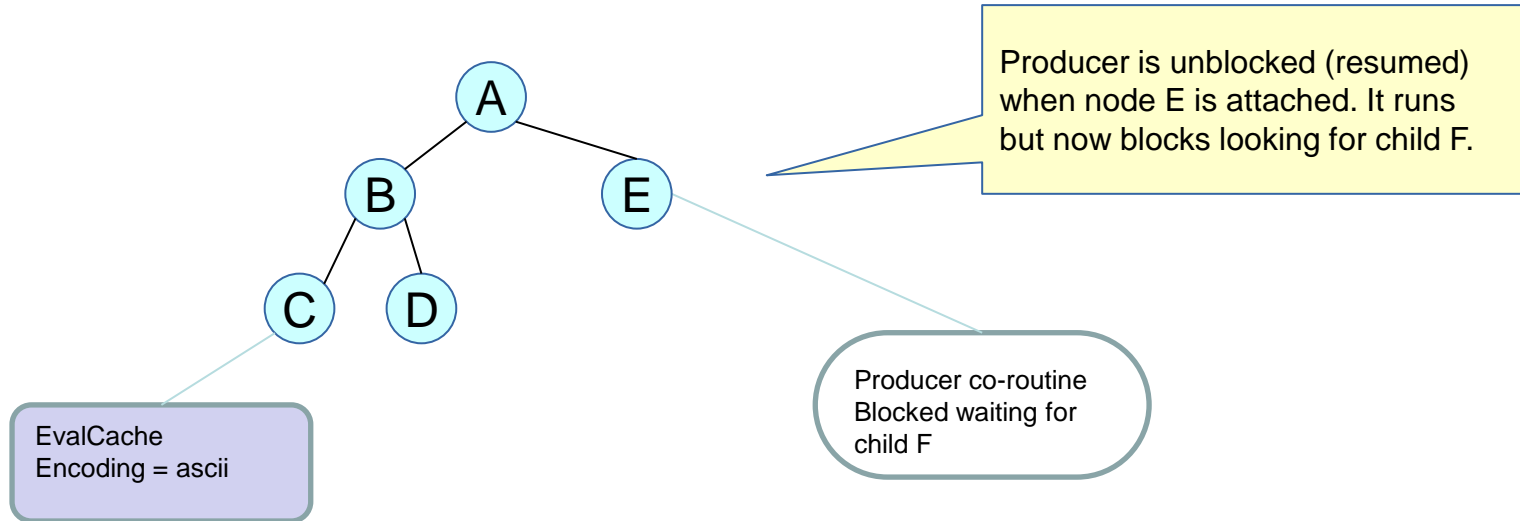 Producer is unblocked (resumed)
when node E is attached. It runs
but now blocks looking for child F.
A
B
E
C
D
Producer co-routine
Blocked waiting for
child F
EvalCache
Encoding = ascii